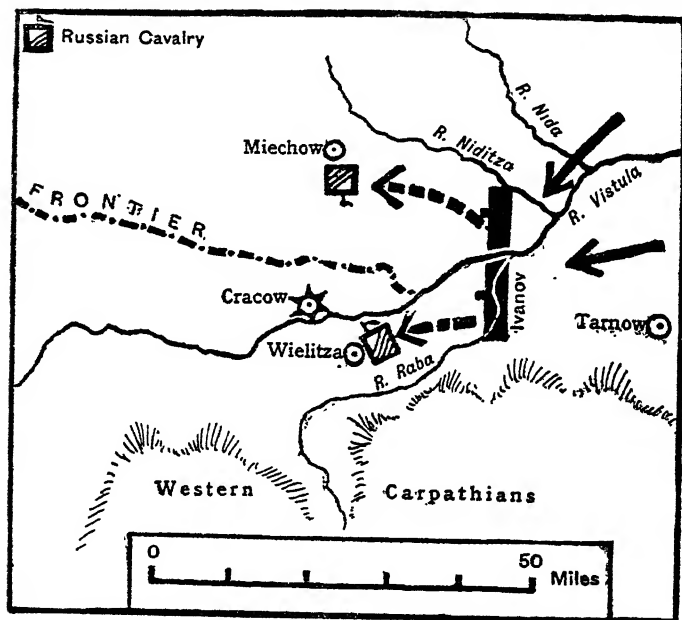 Russian Cavalry
R. Nida
R. Niditza
Miechow
R. Vistula
FRONTIER
Cracow
Ivanov
Tarnow
Wielitza
R. Raba
Western Carpathians
0 50
Miles